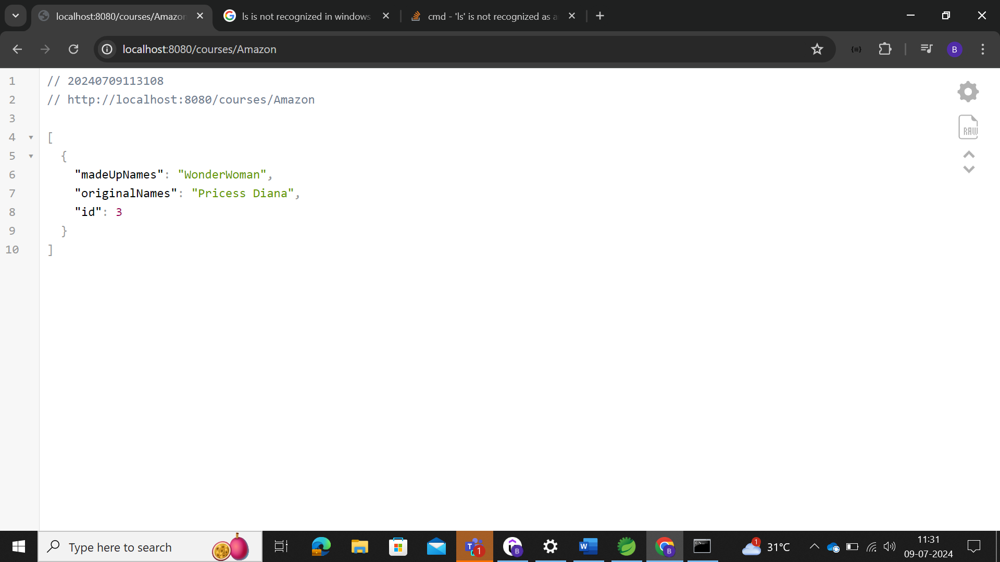 localhost:8080/courses/Amazon
ls is not recognized in windows
cmd - 'ls' is not recognized as a
localhost:8080/courses/Amazon
B
1 // 20240709113108
2 // http://localhost:8080/courses/Amazon
3
4 [
5 {
6 "madeUpNames": "WonderWoman",
7 "originalNames": "Pricess Diana",
8 "id": 3
9 }
10 ]
RAW
Type here to search
T 1
B
W
B
C:\
1
31°C
11:31
09-07-2024